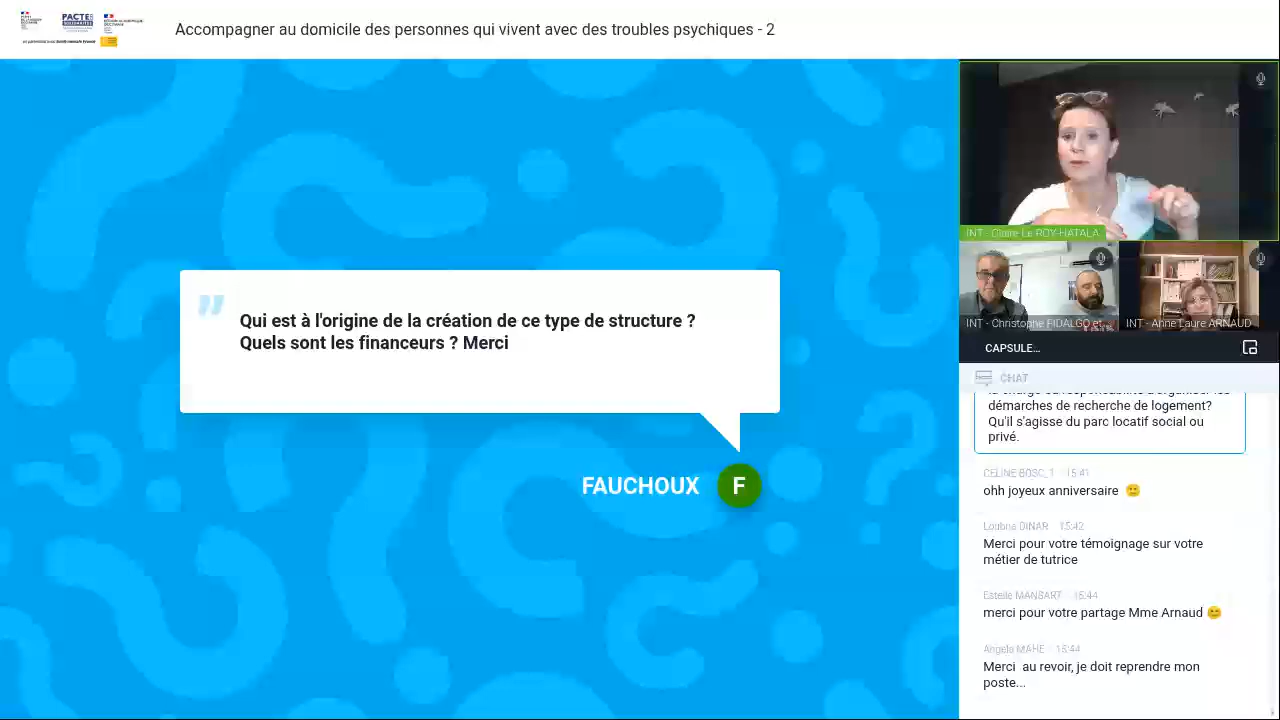 PACTE
SOLIDARITÉS
Accompagner au domicile des personnes qui vivent avec des troubles psychiques - 2
Qui est à l'origine de la création de ce type de structure ?
Quels sont les financeurs ? Merci
FAUCHOUX
F
INT - Claire Le ROY-HATALA
INT - Christophe FIDALGO et
INT - Anne Laure ARNAUD
CAPSULE...
CHAT
démarches de recherche de logement?
Qu'il s'agisse du parc locatif social ou
privé.
CELINE BOSC_1 15:41
ohh joyeux anniversaire 🙂
Loubna DINAR 15:42
Merci pour votre témoignage sur votre
métier de tutrice
Estelle MANSART 15:44
merci pour votre partage Mme Arnaud 😊
Angela MAHE 15:44
Merci au revoir, je doit reprendre mon
poste...